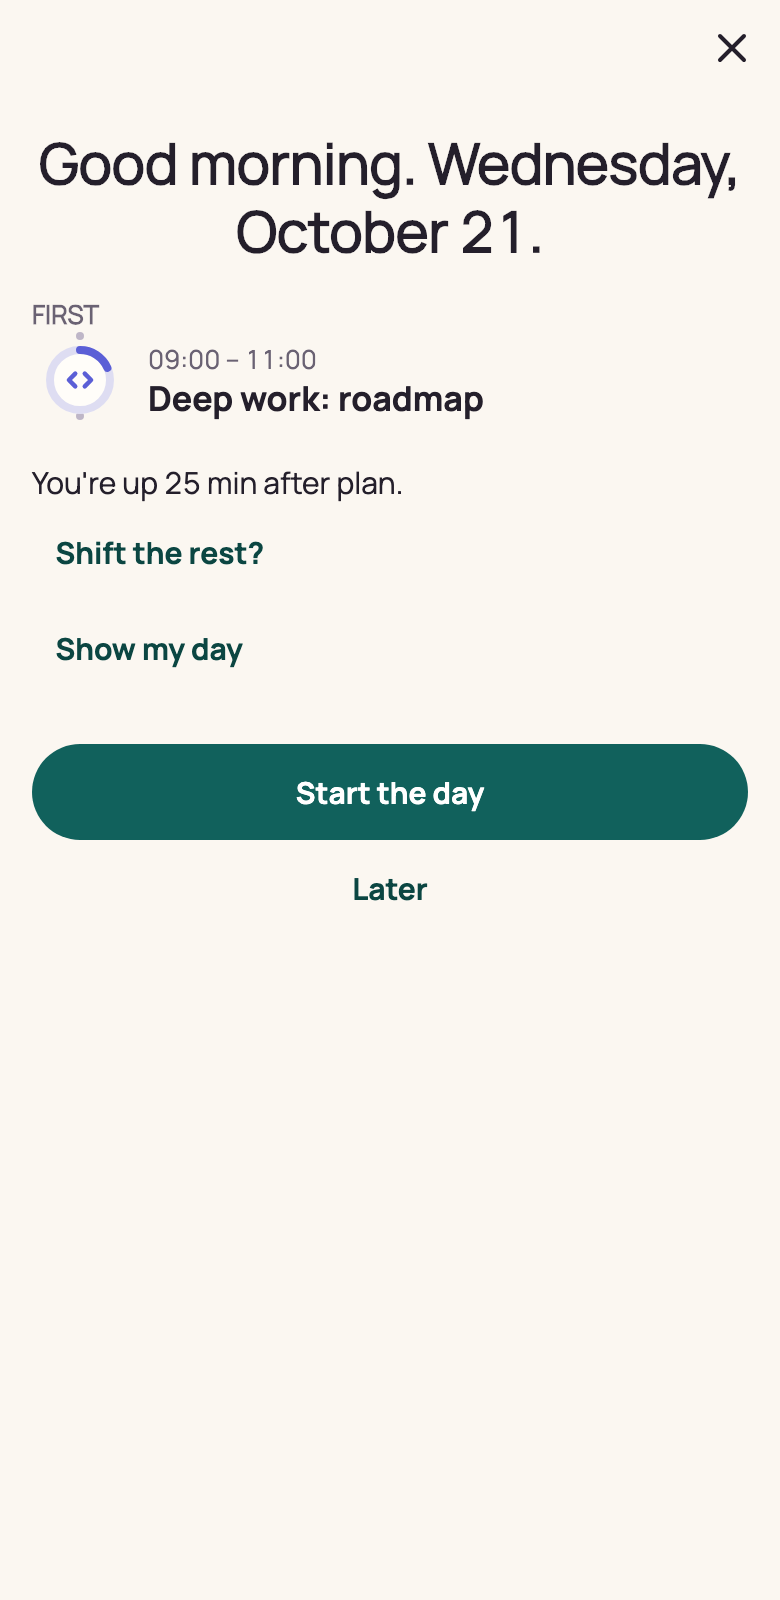 Good morning. Wednesday,
October 21.
FIRST
09:00 – 11:00
Deep work: roadmap
You're up 25 min after plan.
Shift the rest?
Show my day
Start the day
Later